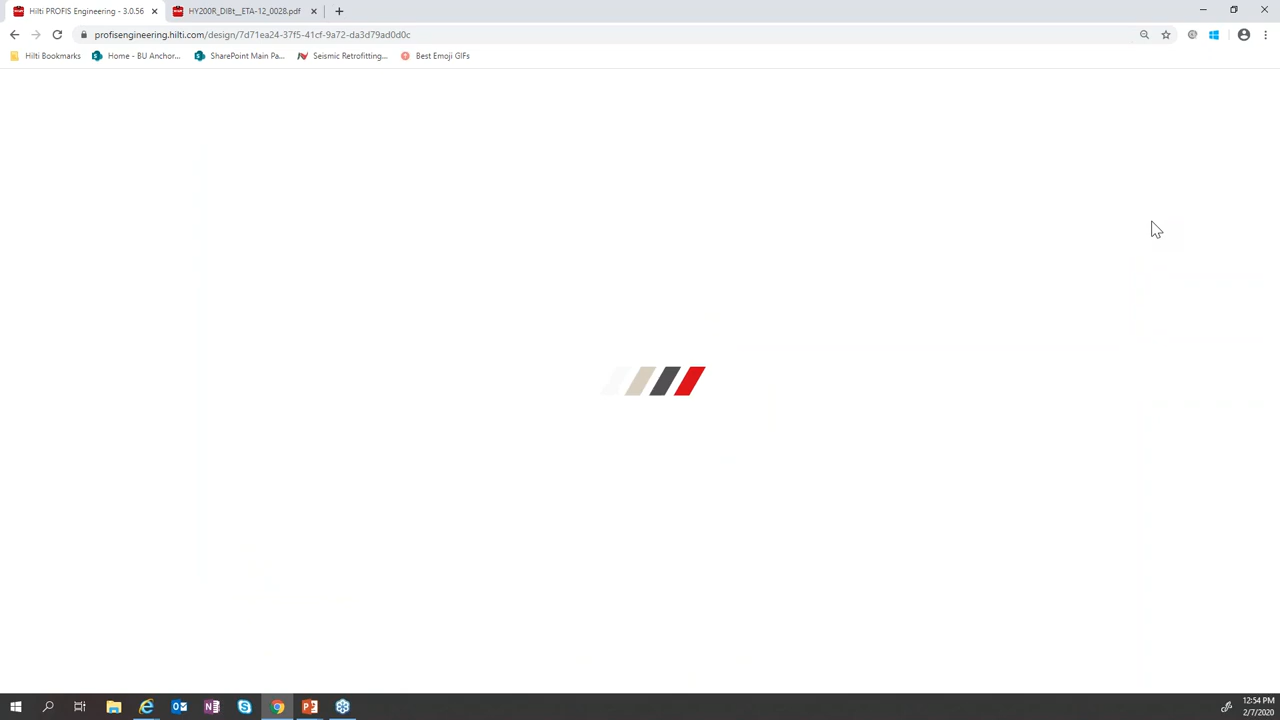 Hilti PROFIS Engineering - 3.0.56
HY200R_DIBt__ETA-12_0028.pdf
profisengineering.hilti.com/design/7d71ea24-37f5-41cf-9a72-da3d79ad0d0c
Hilti Bookmarks
Home - BU Anchor...
SharePoint Main Pa...
Seismic Retrofitting...
Best Emoji GIFs
12:54 PM
2/7/2020